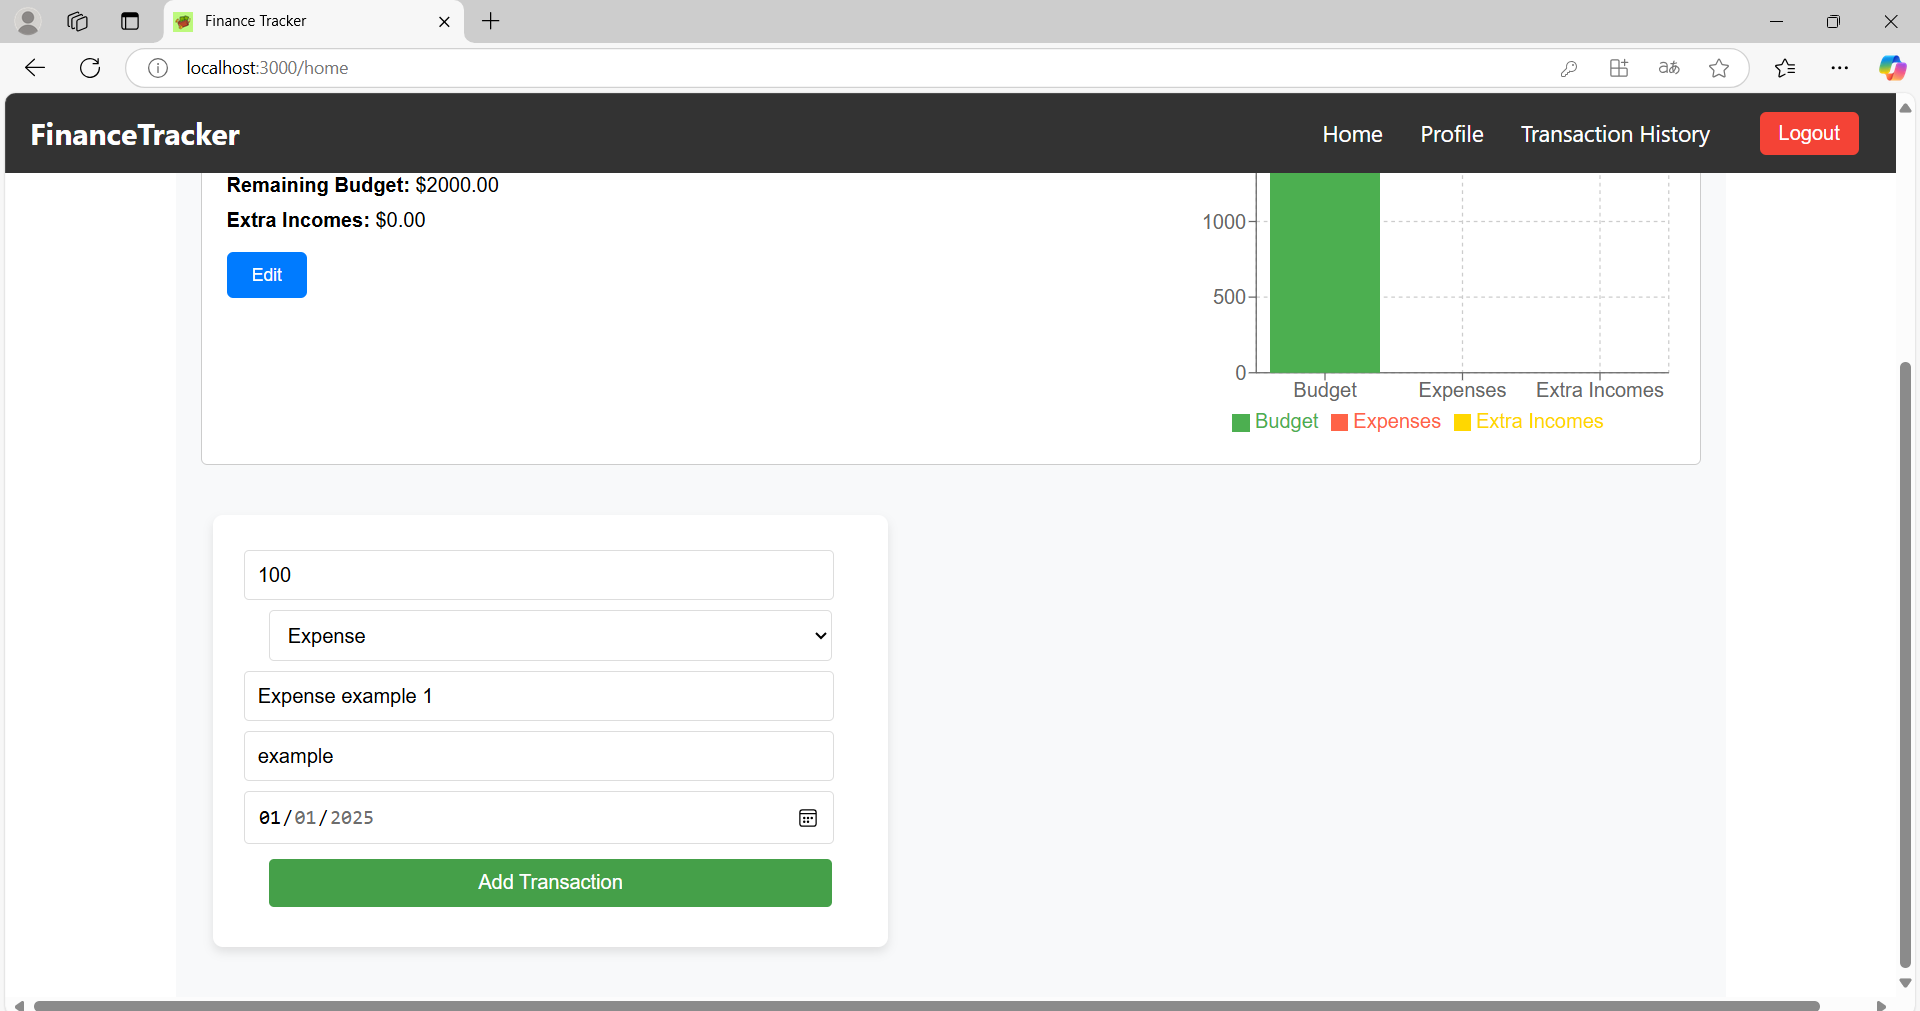 Finance Tracker
localhost:3000/home
aあ
FinanceTracker
Home Profile Transaction History Logout
Remaining Budget: $2000.00
Extra Incomes: $0.00
Edit
1000
500
0
Budget Expenses Extra Incomes
Budget Expenses Extra Incomes
100
Expense
Expense example 1
example
01/01/2025
Add Transaction